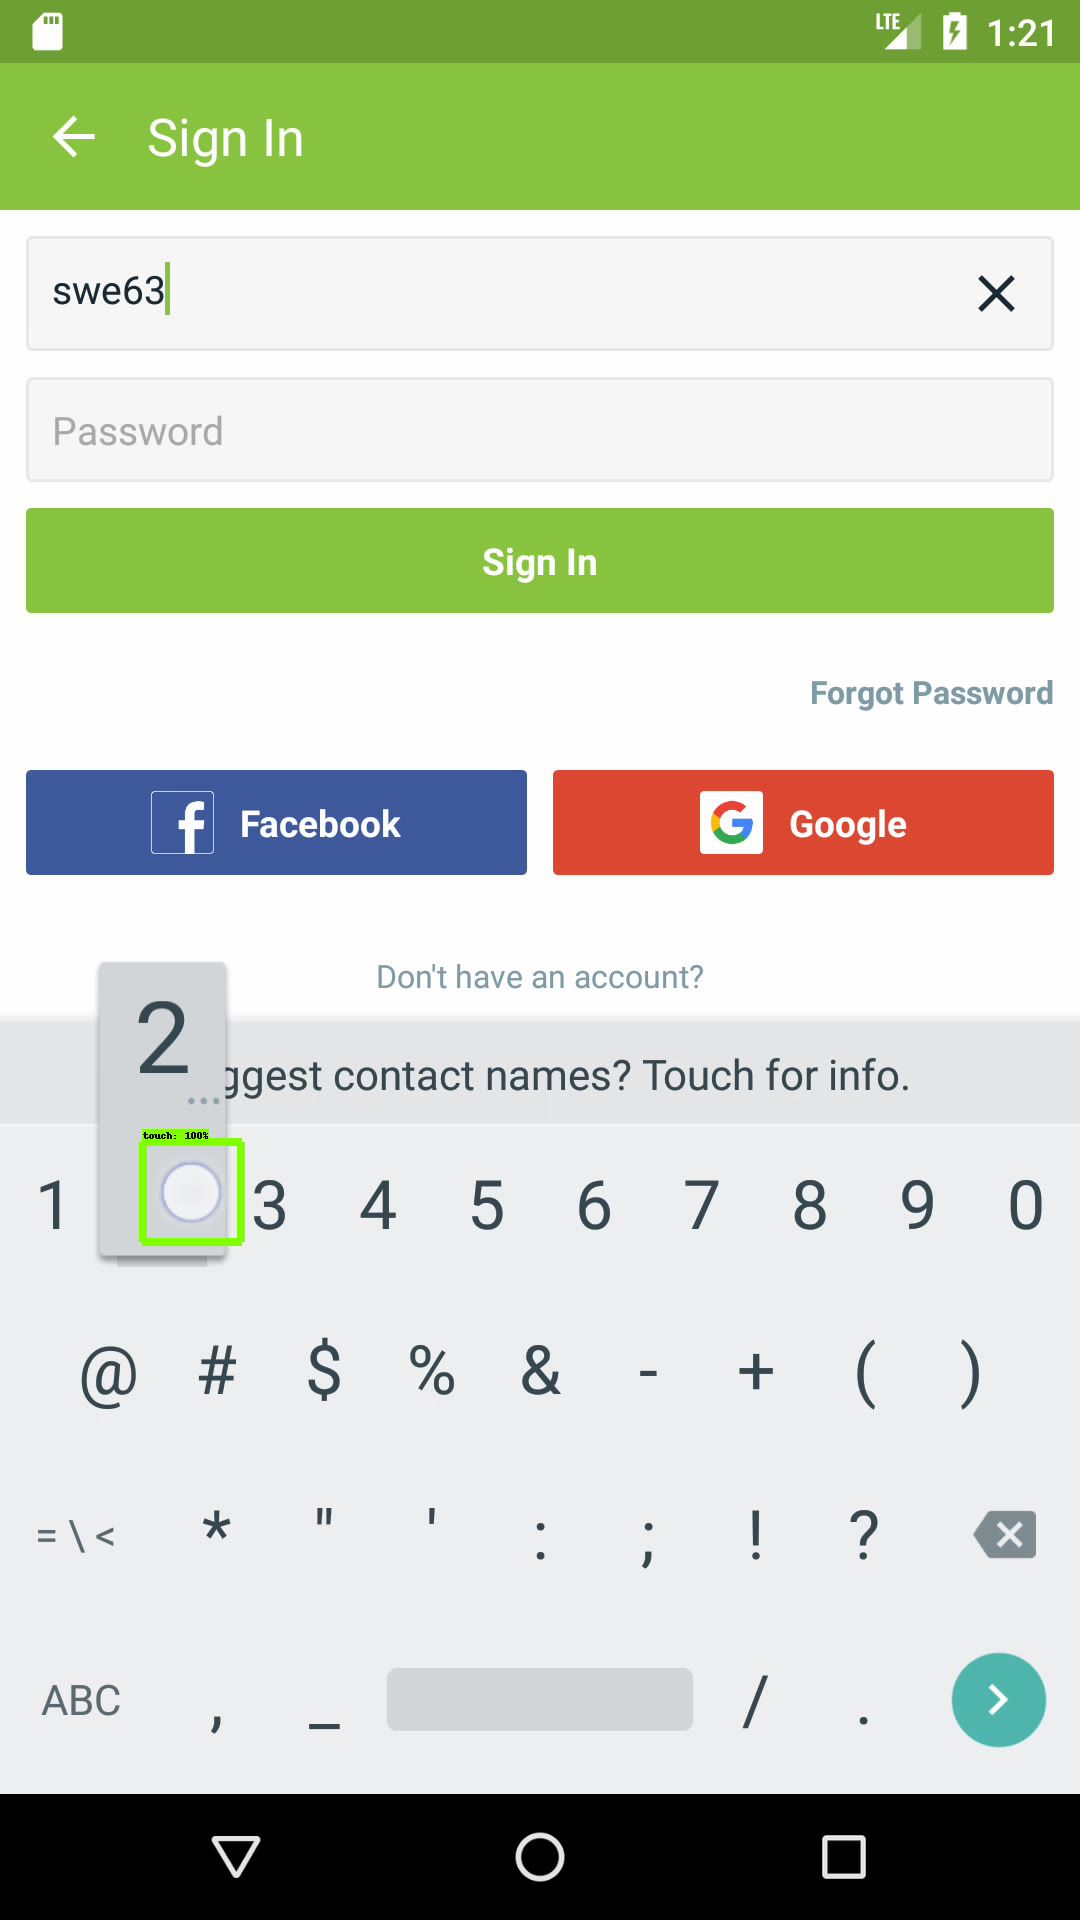 LTE 1:21
Sign In
swe63
Password
Sign In
Forgot Password
Facebook Google
Don't have an account?
2
...ggest contact names? Touch for info.
touch: 100%
1 3 4 5 6 7 8 9 0
@ # $ % & - + ( )
= \ < * " ' : ; ! ?
ABC , _ / .